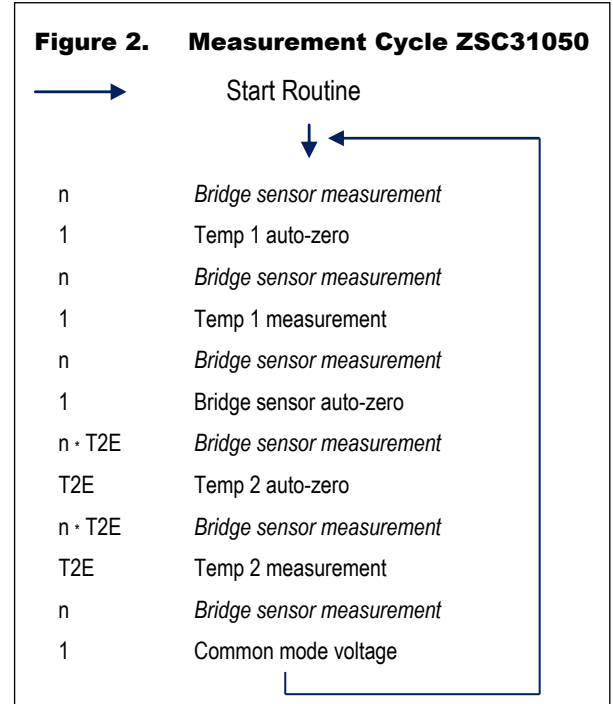 Figure 2. Measurement Cycle ZSC31050
Start Routine
n Bridge sensor measurement
1 Temp 1 auto-zero
n Bridge sensor measurement
1 Temp 1 measurement
n Bridge sensor measurement
1 Bridge sensor auto-zero
n * T2E Bridge sensor measurement
T2E Temp 2 auto-zero
n * T2E Bridge sensor measurement
T2E Temp 2 measurement
n Bridge sensor measurement
1 Common mode voltage